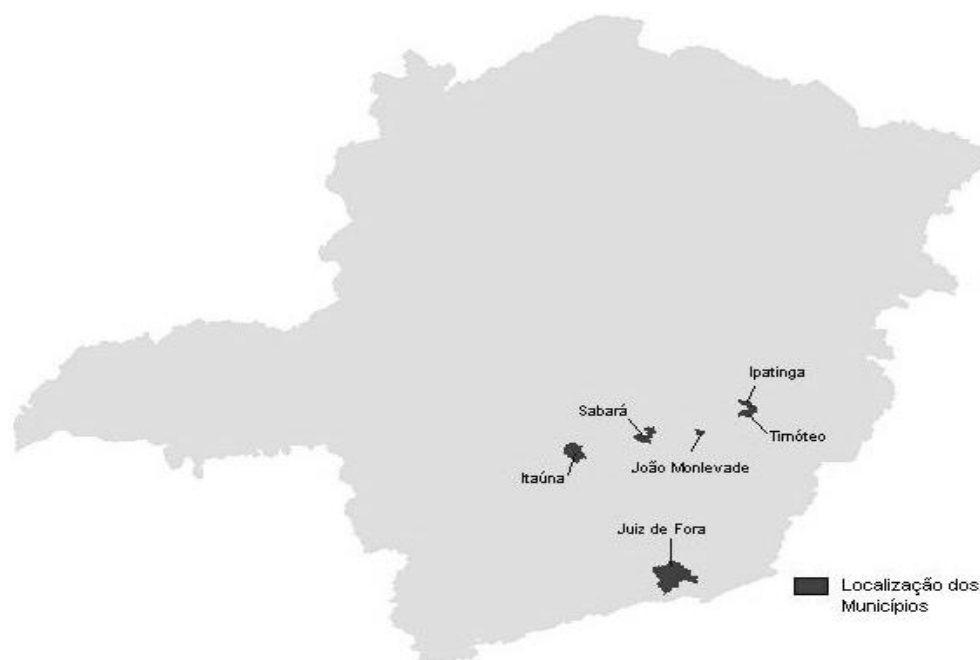 Ipatinga
Sabará
Timóteo
João Monlevade
Itaúna
Juiz de Fora
Localização dos
Municípios